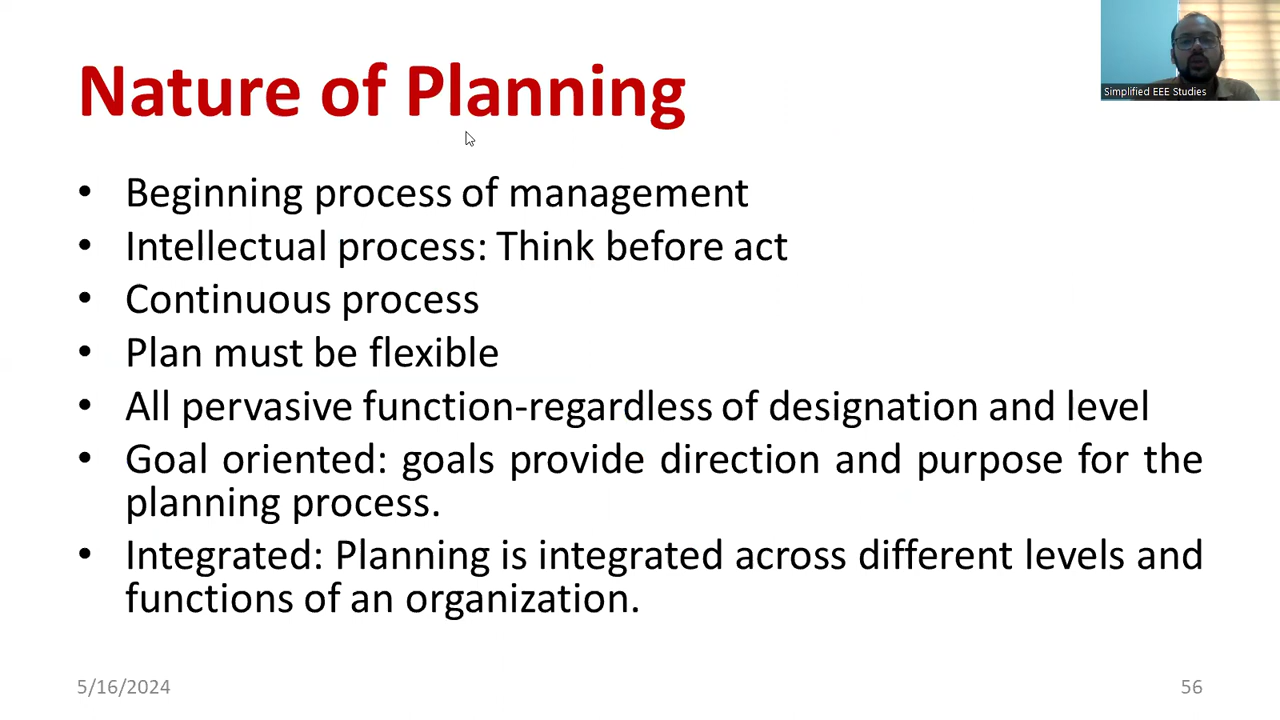 Nature of Planning
Simplified EEE Studies
• Beginning process of management
• Intellectual process: Think before act
• Continuous process
• Plan must be flexible
• All pervasive function-regardless of designation and level
• Goal oriented: goals provide direction and purpose for the
planning process.
• Integrated: Planning is integrated across different levels and
functions of an organization.
5/16/2024
56